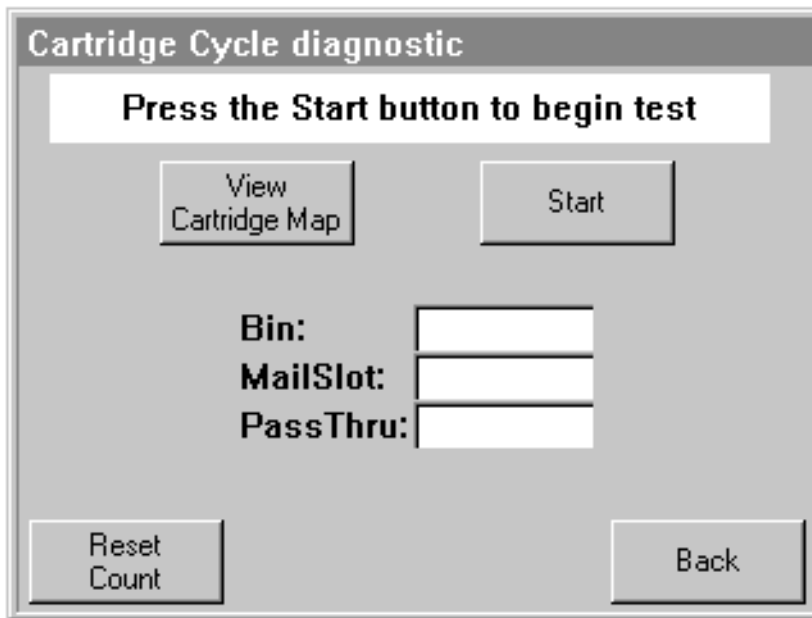 Cartridge Cycle diagnostic
Press the Start button to begin test
View
Cartridge Map
Start
Bin:
MailSlot:
PassThru:
Reset
Count
Back